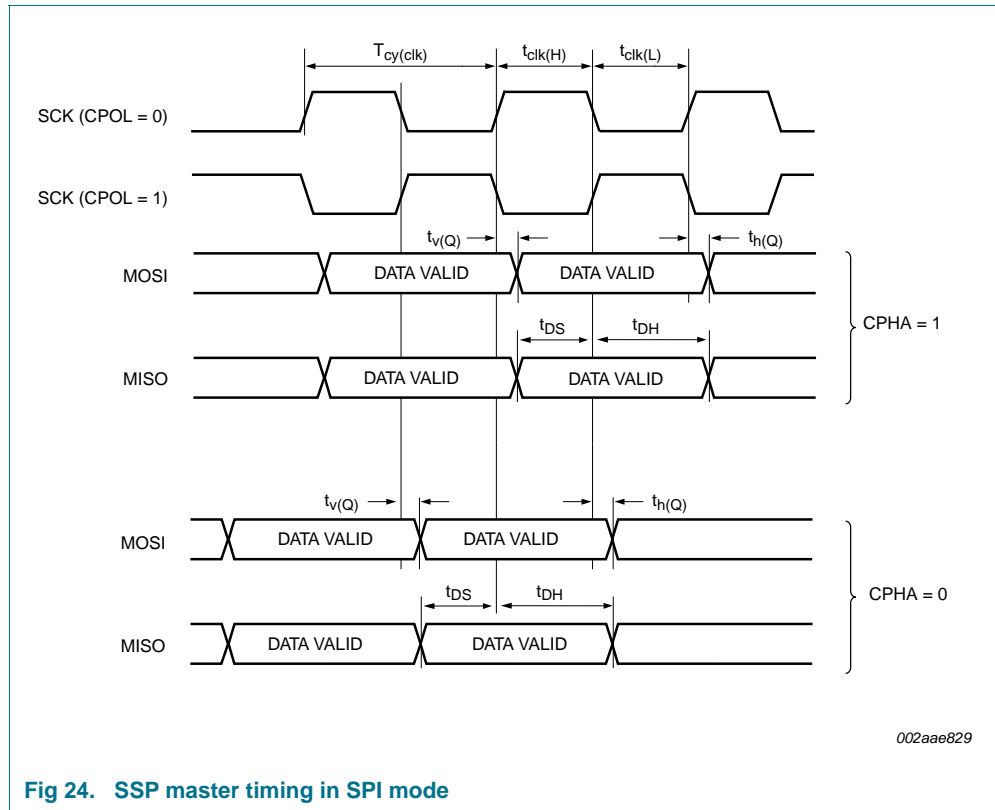 Tcy(clk) tclk(H) tclk(L)
SCK (CPOL = 0)
SCK (CPOL = 1)
tv(Q) th(Q)
MOSI DATA VALID DATA VALID
CPHA = 1
tDS tDH
MISO DATA VALID DATA VALID
tv(Q) th(Q)
MOSI DATA VALID DATA VALID
CPHA = 0
tDS tDH
MISO DATA VALID DATA VALID
002aae829
Fig 24. SSP master timing in SPI mode